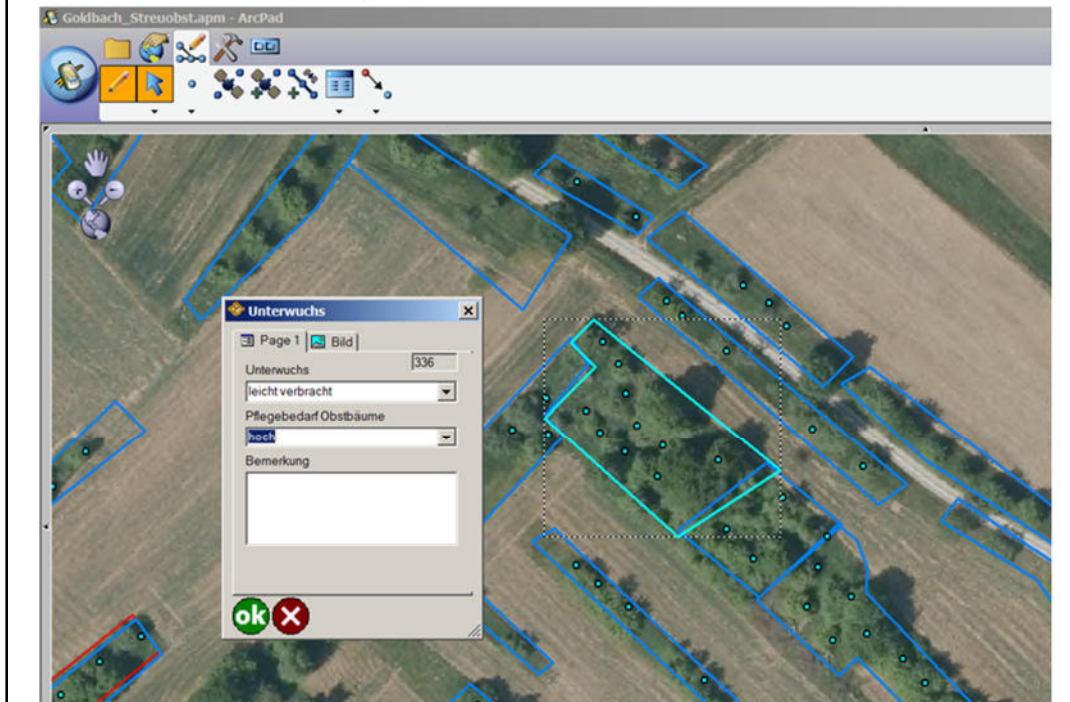 Goldbach_Streuobst.apm - ArcPad
Unterwuchs
Page 1 Bild
336
Unterwuchs
leicht verbracht
Pflegebedarf Obstbäume
hoch
Bemerkung
ok